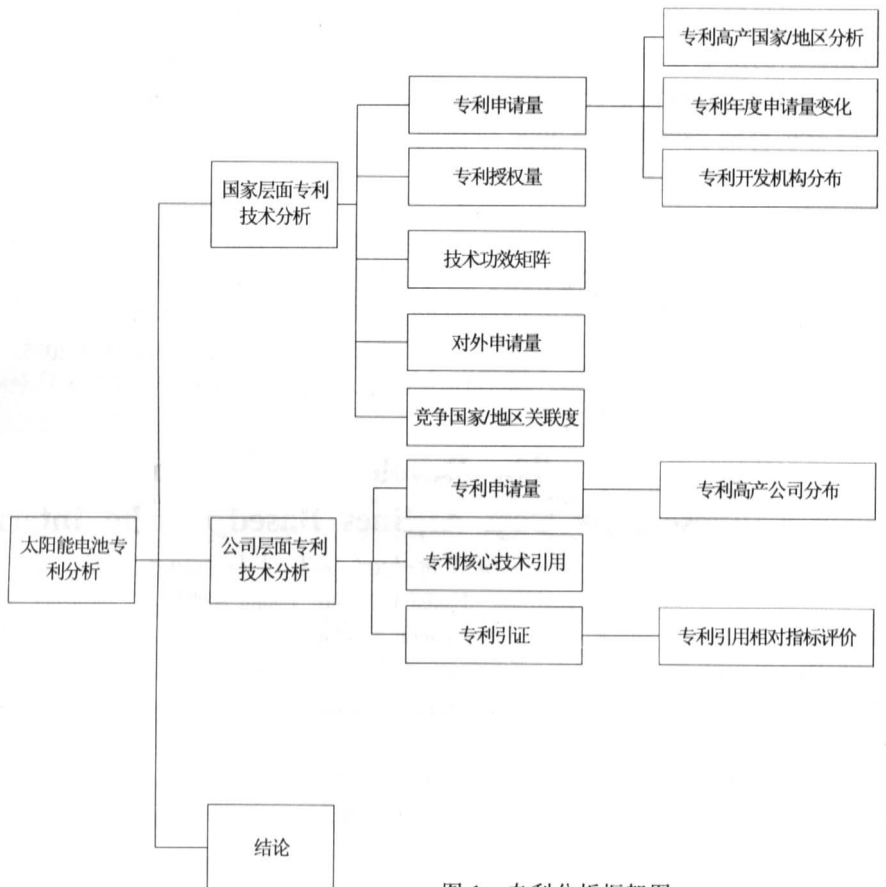 专利高产国家/地区分析
专利申请量
专利年度申请量变化
专利授权量
专利开发机构分布
国家层面专利
技术分析
技术功效矩阵
对外申请量
竞争国家/地区关联度
专利申请量
专利高产公司分布
太阳能电池专
利分析
公司层面专利
技术分析
专利核心技术引用
专利引证
专利引用相对指标评价
结论
图1 专利分析框架图